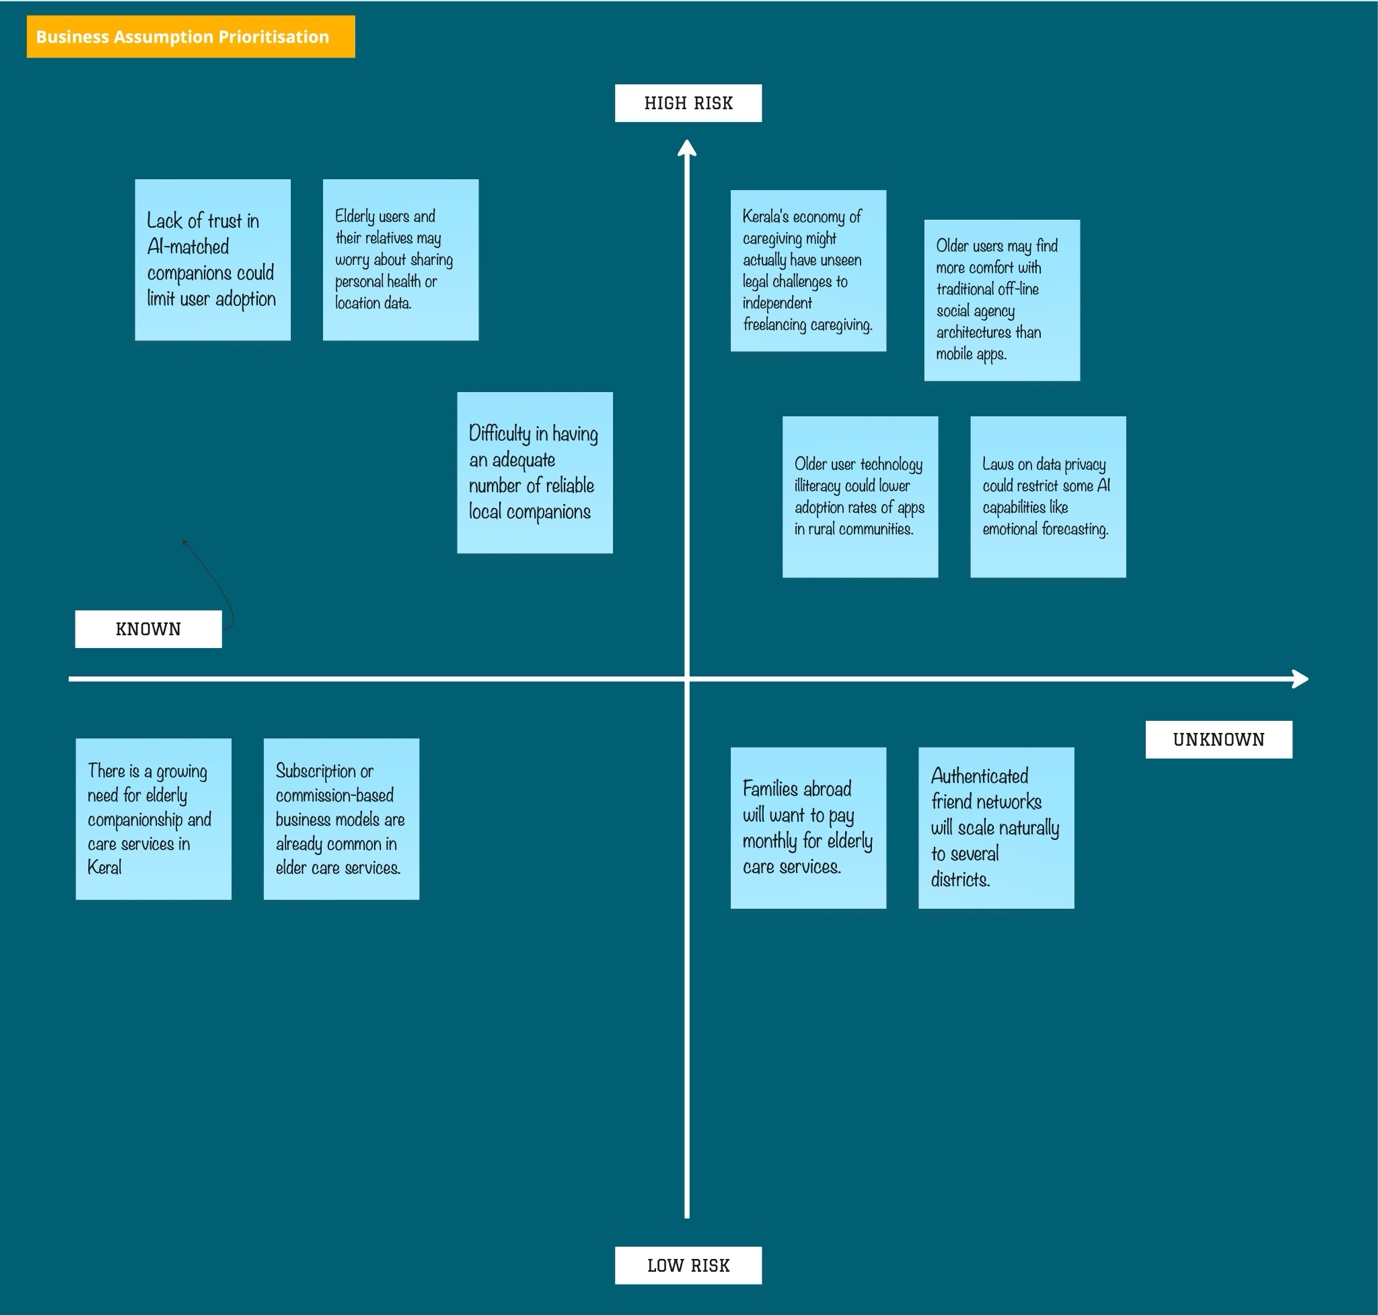 Business Assumption Prioritisation
HIGH RISK
Lack of trust in
AI-matched
companions could
limit user adoption
Elderly users and
their relatives may
worry about sharing
personal health or
location data.
Kerala's economy of
caregiving might
actually have unseen
legal challenges to
independent
freelancing caregiving.
Older users may find
more comfort with
traditional off-line
social agency
architectures than
mobile apps.
Difficulty in having
an adequate
number of reliable
local companions
Older user technology
illiteracy could lower
adoption rates of apps
in rural communities.
Laws on data privacy
could restrict some AI
capabilities like
emotional forecasting.
KNOWN
UNKNOWN
There is a growing
need for elderly
companionship and
care services in
Keral
Subscription or
commission-based
business models are
already common in
elder care services.
Families abroad
will want to pay
monthly for elderly
care services.
Authenticated
friend networks
will scale naturally
to several
districts.
LOW RISK